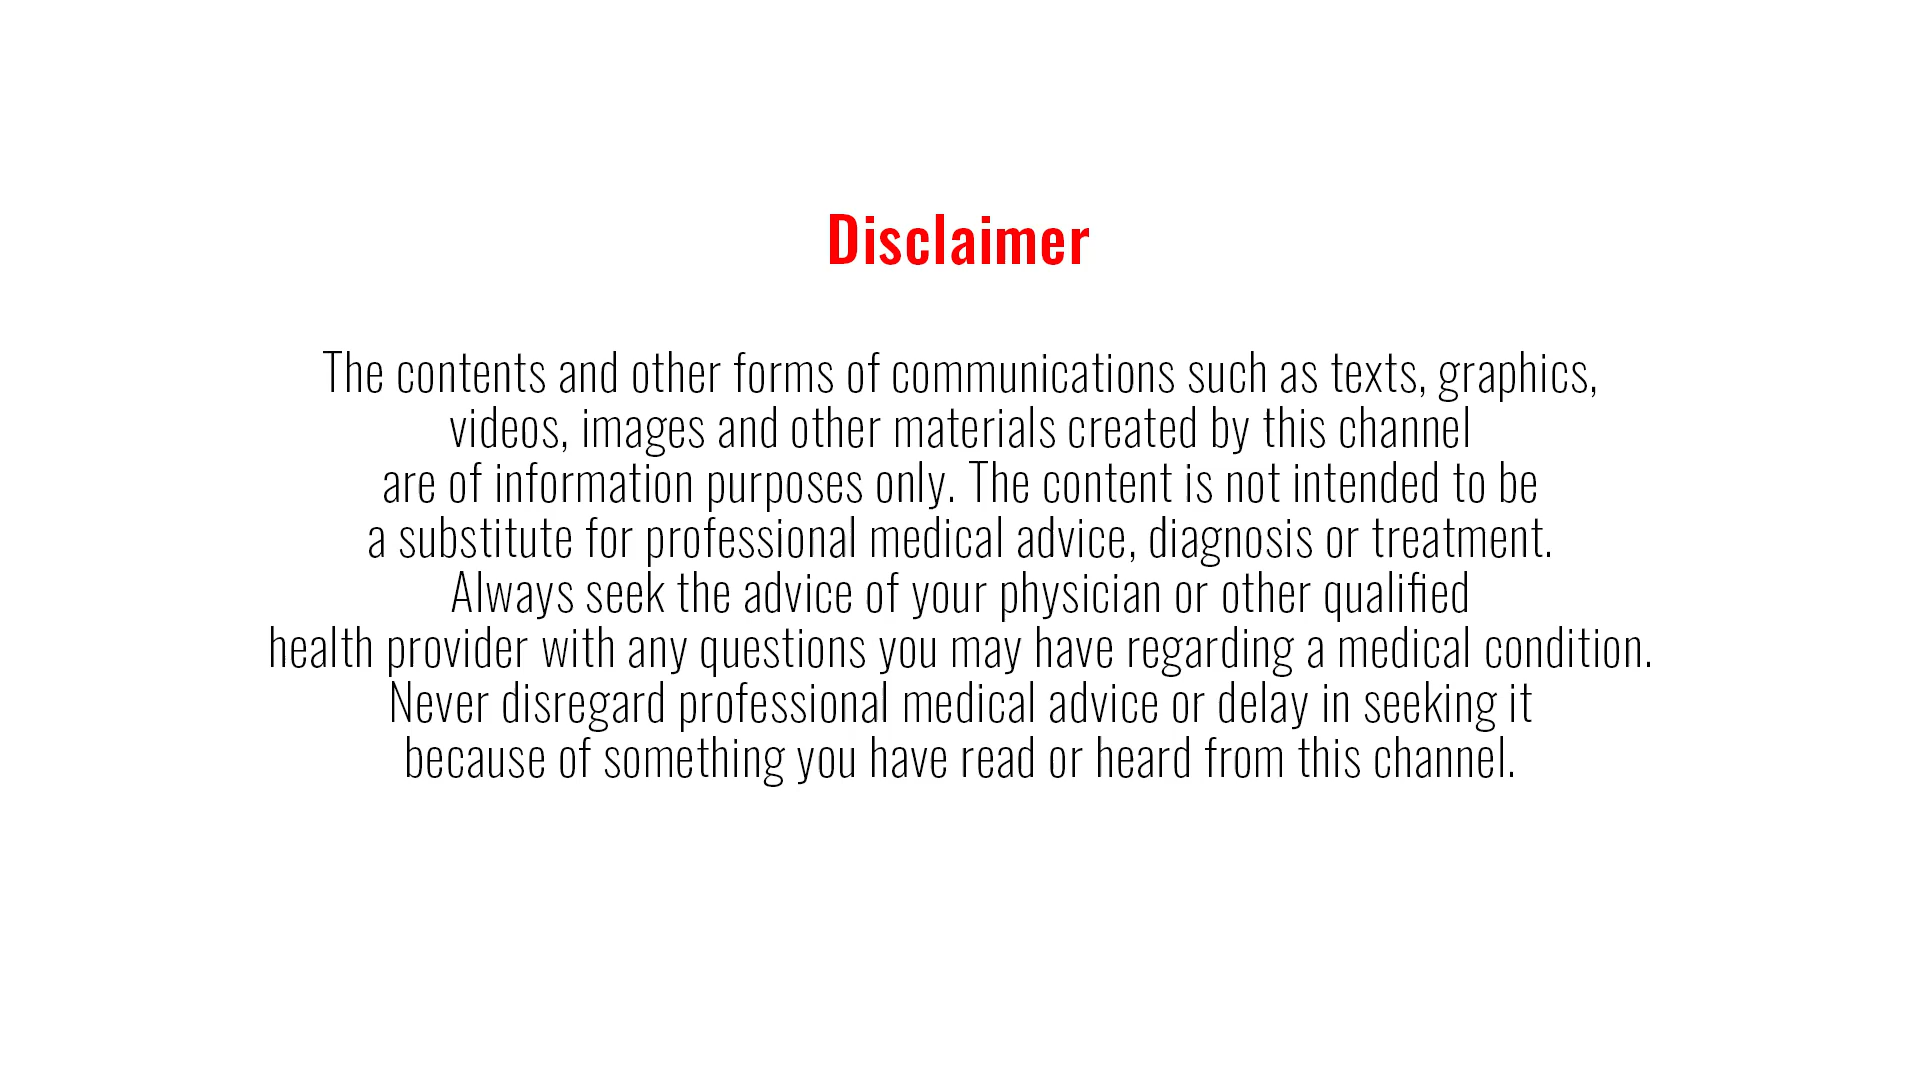 Disclaimer
The contents and other forms of communications such as texts, graphics,
videos, images and other materials created by this channel
are of information purposes only. The content is not intended to be
a substitute for professional medical advice, diagnosis or treatment.
Always seek the advice of your physician or other qualified
health provider with any questions you may have regarding a medical condition.
Never disregard professional medical advice or delay in seeking it
because of something you have read or heard from this channel.